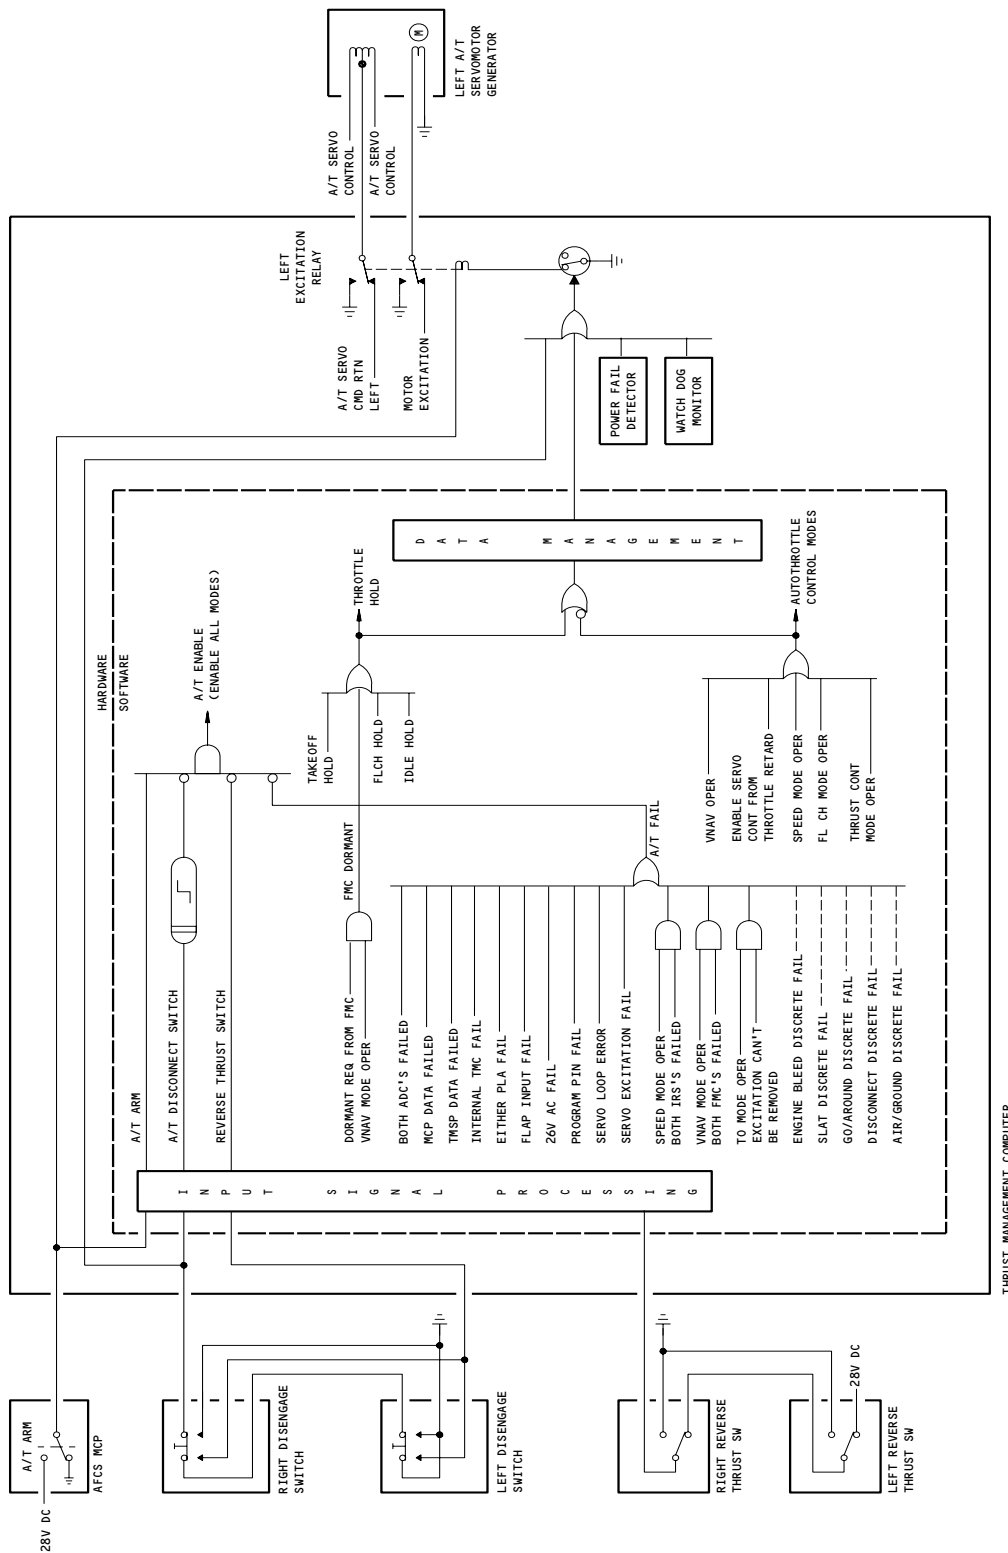 28V DC
A/T ARM
AFCS MCP
RIGHT DISENGAGE
SWITCH
LEFT DISENGAGE
SWITCH
RIGHT REVERSE
THRUST SW
28V DC
LEFT REVERSE
THRUST SW
INPUT SIGNAL PROCESSING
A/T ARM
A/T DISCONNECT SWITCH
REVERSE THRUST SWITCH
DORMANT REQ FROM FMC
VNAV MODE OPER
FMC DORMANT
BOTH ADC'S FAILED
MCP DATA FAILED
TMSP DATA FAILED
INTERNAL TMC FAIL
EITHER PLA FAIL
FLAP INPUT FAIL
26V AC FAIL
PROGRAM PIN FAIL
SERVO LOOP ERROR
SERVO EXCITATION FAIL
SPEED MODE OPER
BOTH IRS'S FAILED
VNAV MODE OPER
BOTH FMC'S FAILED
TO MODE OPER
EXCITATION CAN'T
BE REMOVED
ENGINE BLEED DISCRETE FAIL
SLAT DISCRETE FAIL
GO/AROUND DISCRETE FAIL
DISCONNECT DISCRETE FAIL
AIR/GROUND DISCRETE FAIL
A/T FAIL
HARDWARE
SOFTWARE
A/T ENABLE
(ENABLE ALL MODES)
TAKEOFF
HOLD
FLCH HOLD
IDLE HOLD
THROTTLE
HOLD
VNAV OPER
ENABLE SERVO
CONT FROM
THROTTLE RETARD
SPEED MODE OPER
FL CH MODE OPER
THRUST CONT
MODE OPER
AUTOTHROTTLE
CONTROL MODES
DATA MANAGEMENT
A/T SERVO
CMD RTN
LEFT
MOTOR
EXCITATION
POWER FAIL
DETECTOR
WATCH DOG
MONITOR
LEFT
EXCITATION
RELAY
A/T SERVO
CONTROL
A/T SERVO
CONTROL
M
LEFT A/T
SERVOMOTOR
GENERATOR
THRUST MANAGEMENT COMPUTER